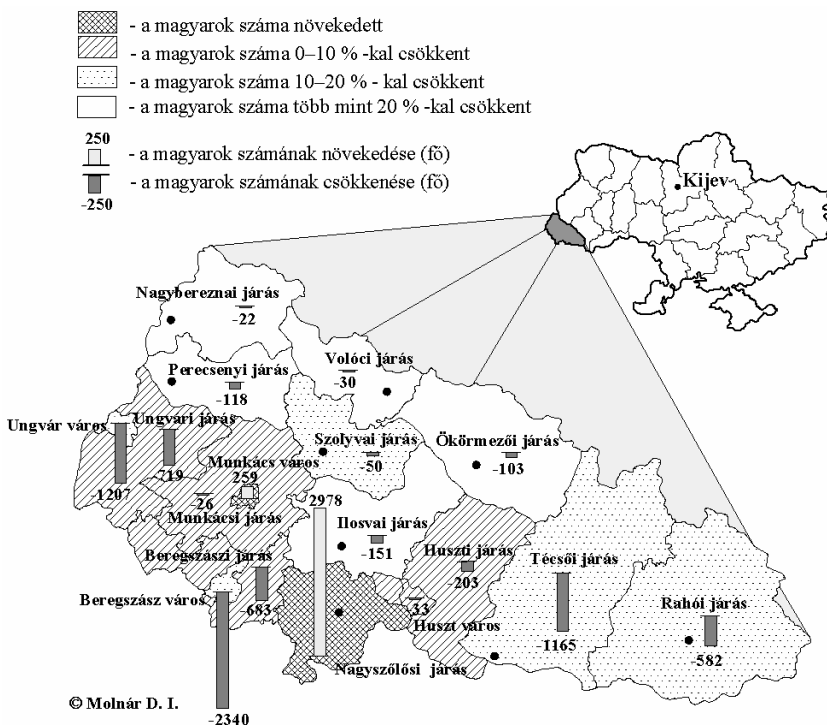 - a magyarok száma növekedett
- a magyarok száma 0–10 % -kal csökkent
- a magyarok száma 10–20 % - kal csökkent
- a magyarok száma több mint 20 % -kal csökkent
250
- a magyarok számának növekedése (fő)
- a magyarok számának csökkenése (fő)
-250
Kijev
Nagybereznai járás
-22
Perecsenyi járás
-118
Volóci járás
-30
Ungvár város
-1207
Ungvári járás
-719
Szolyvai járás
-50
Ökörmezői járás
-103
Munkács város
259
-26
Munkácsi járás
2978
Ilosvai járás
-151
Huszti járás
-203
Técsői járás
-1165
Beregszászi járás
-683
Beregszász város
-2340
-33
Huszt város
Rahói járás
-582
Nagyszőlősi járás
© Molnár D. I.